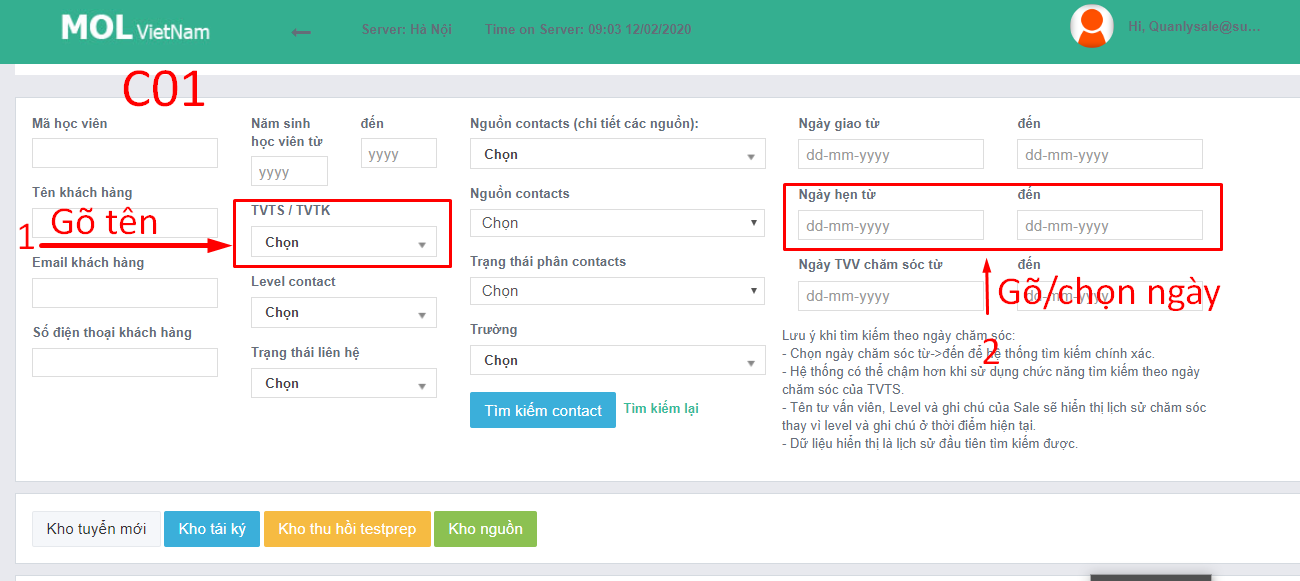 MOL VietNam
←
Server: Hà Nội
Time on Server: 09:03 12/02/2020
Hi, Quanlysale@su...
C01
Mã học viên
Năm sinh học viên từ
đến
yyyy
yyyy
Nguồn contacts (chi tiết các nguồn):
Chọn
Ngày giao từ
dd-mm-yyyy
đến
dd-mm-yyyy
Tên khách hàng
1
Gõ tên
TVTS / TVTK
Chọn
Nguồn contacts
Chọn
Ngày hẹn từ
dd-mm-yyyy
đến
dd-mm-yyyy
Email khách hàng
Level contact
Chọn
Trạng thái phân contacts
Chọn
Ngày TVV chăm sóc từ
dd-mm-yyyy
đến
dd-mm-yyyy
Gõ/chọn ngày
2
Số điện thoại khách hàng
Trạng thái liên hệ
Chọn
Trường
Chọn
Tìm kiếm contact
Tìm kiếm lại
Lưu ý khi tìm kiếm theo ngày chăm sóc:
- Chọn ngày chăm sóc từ->đến để hệ thống tìm kiếm chính xác.
- Hệ thống có thể chậm hơn khi sử dụng chức năng tìm kiếm theo ngày
chăm sóc của TVTS.
- Tên tư vấn viên, Level và ghi chú của Sale sẽ hiển thị lịch sử chăm sóc
thay vì level và ghi chú ở thời điểm hiện tại.
- Dữ liệu hiển thị là lịch sử đầu tiên tìm kiếm được.
Kho tuyển mới
Kho tái ký
Kho thu hồi testprep
Kho nguồn